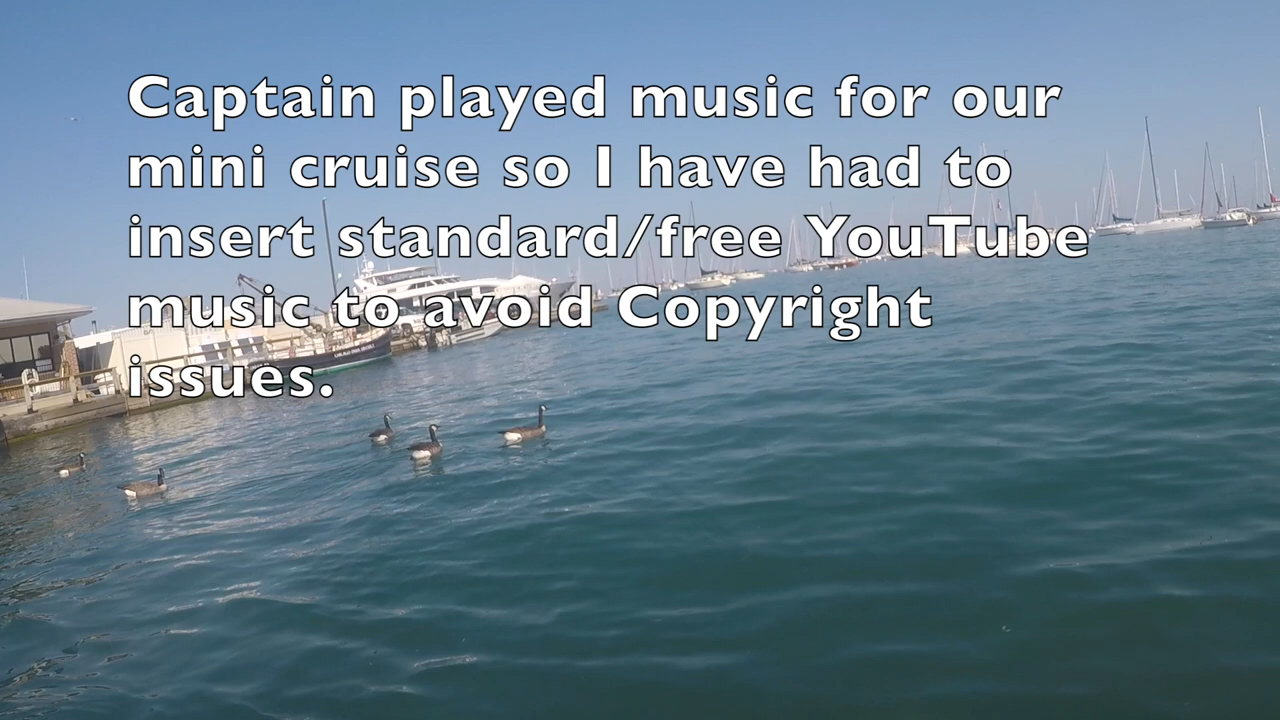 Captain played music for our
mini cruise so I have had to
insert standard/free YouTube
music to avoid Copyright
issues.